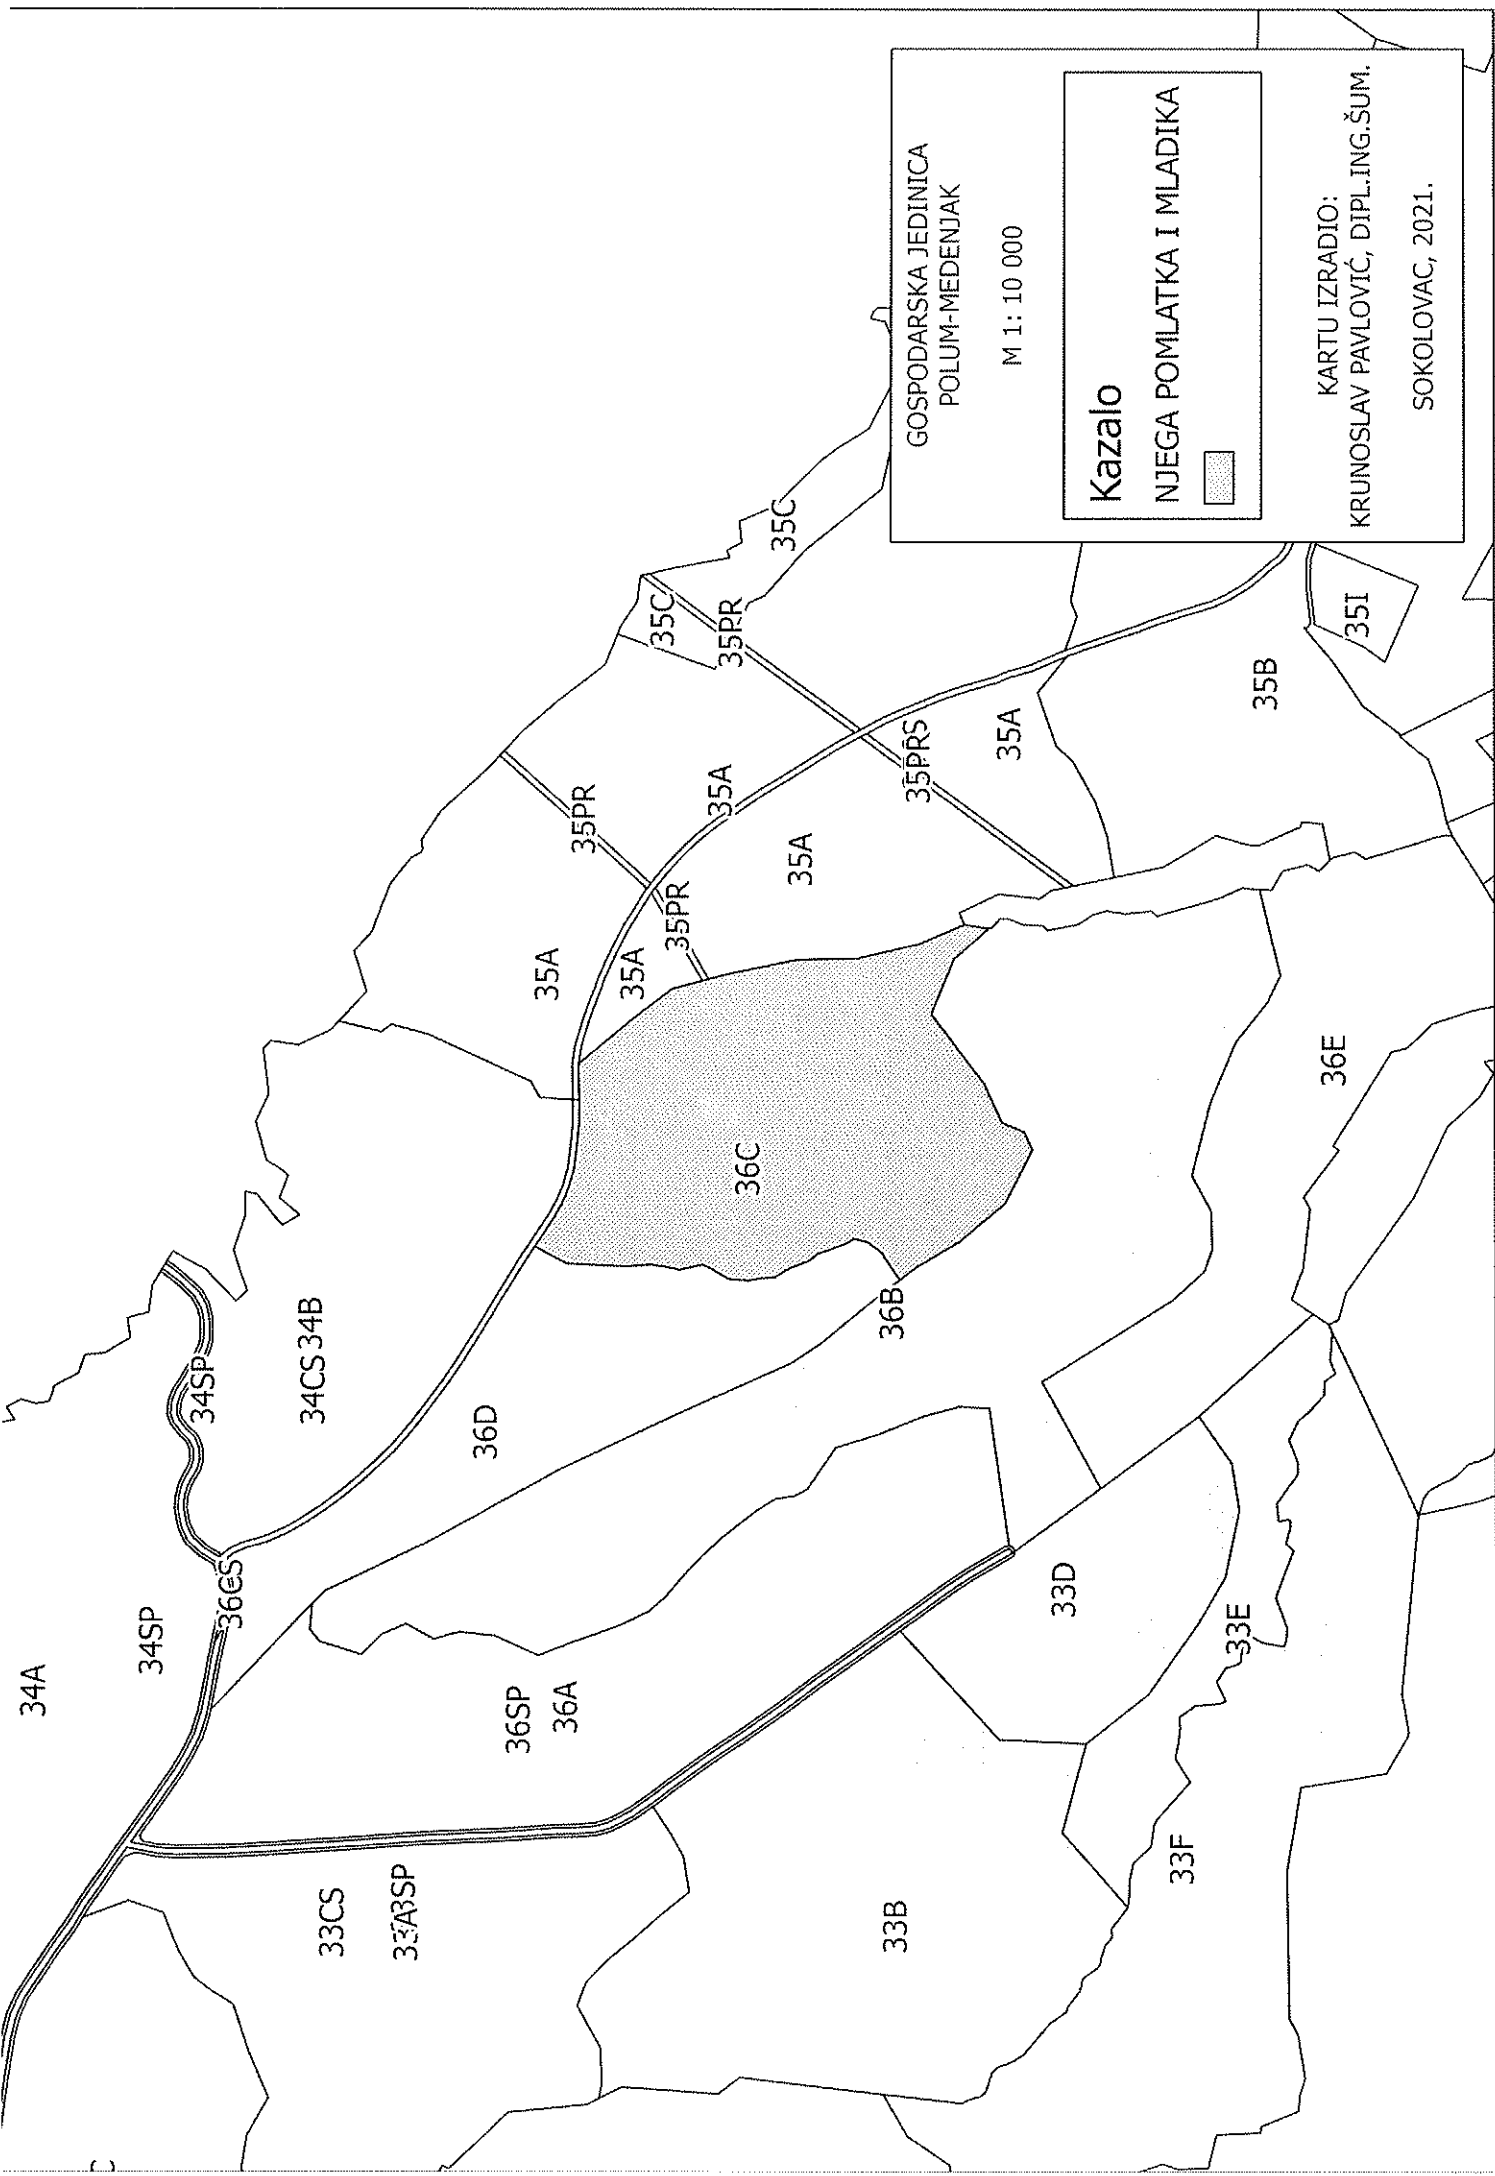 34A
34SP
34SP
36CS
34CS 34B
33CS
33A
33SP
36D
36SP
35A
36A
35PR
35A
35C
35PR
35A
35PR
36C
35C
35A
36B
33B
35PRS
35A
33D
33F
33E
35B
36E
35I
GOSPODARSKA JEDINICA
POLUM-MEDENJAK
M 1: 10 000
Kazalo
NJEGA POMLATKA I MLADIKA
KARTU IZRADIO:
KRUNOSLAV PAVLOVIĆ, DIPL.ING.ŠUM.
SOKOLOVAC, 2021.